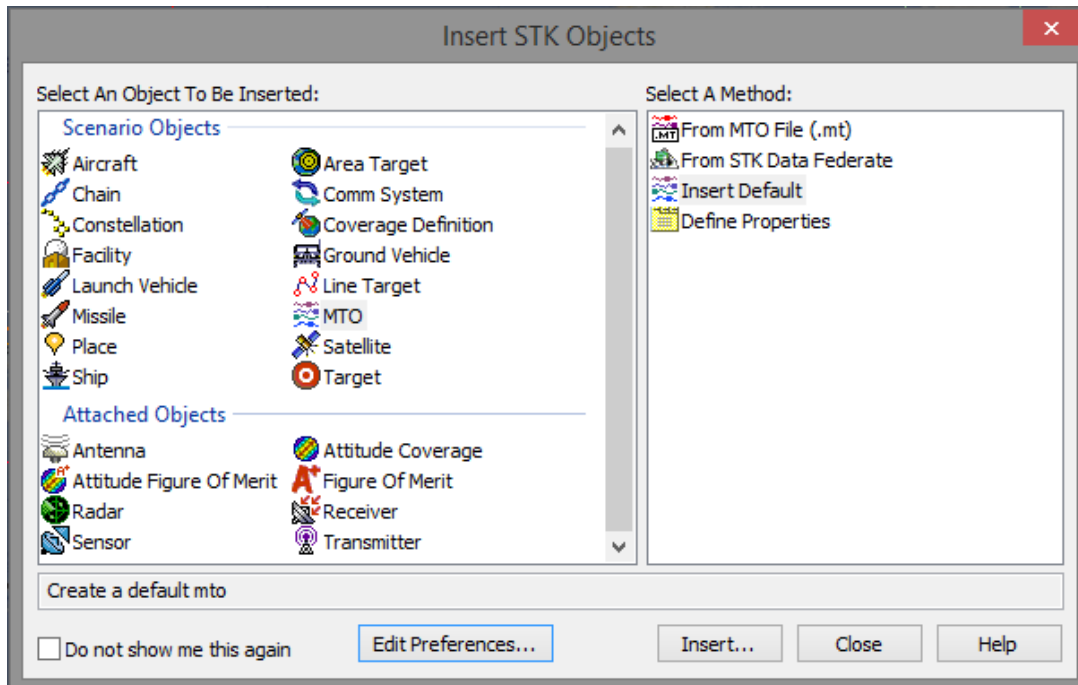 Insert STK Objects
Select An Object To Be Inserted:
Scenario Objects
Aircraft
Area Target
Chain
Comm System
Constellation
Coverage Definition
Facility
Ground Vehicle
Launch Vehicle
Line Target
Missile
MTO
Place
Satellite
Ship
Target
Attached Objects
Antenna
Attitude Coverage
Attitude Figure Of Merit
Figure Of Merit
Radar
Receiver
Sensor
Transmitter
Select A Method:
From MTO File (.mt)
From STK Data Federate
Insert Default
Define Properties
Create a default mto
Do not show me this again
Edit Preferences...
Insert...
Close
Help